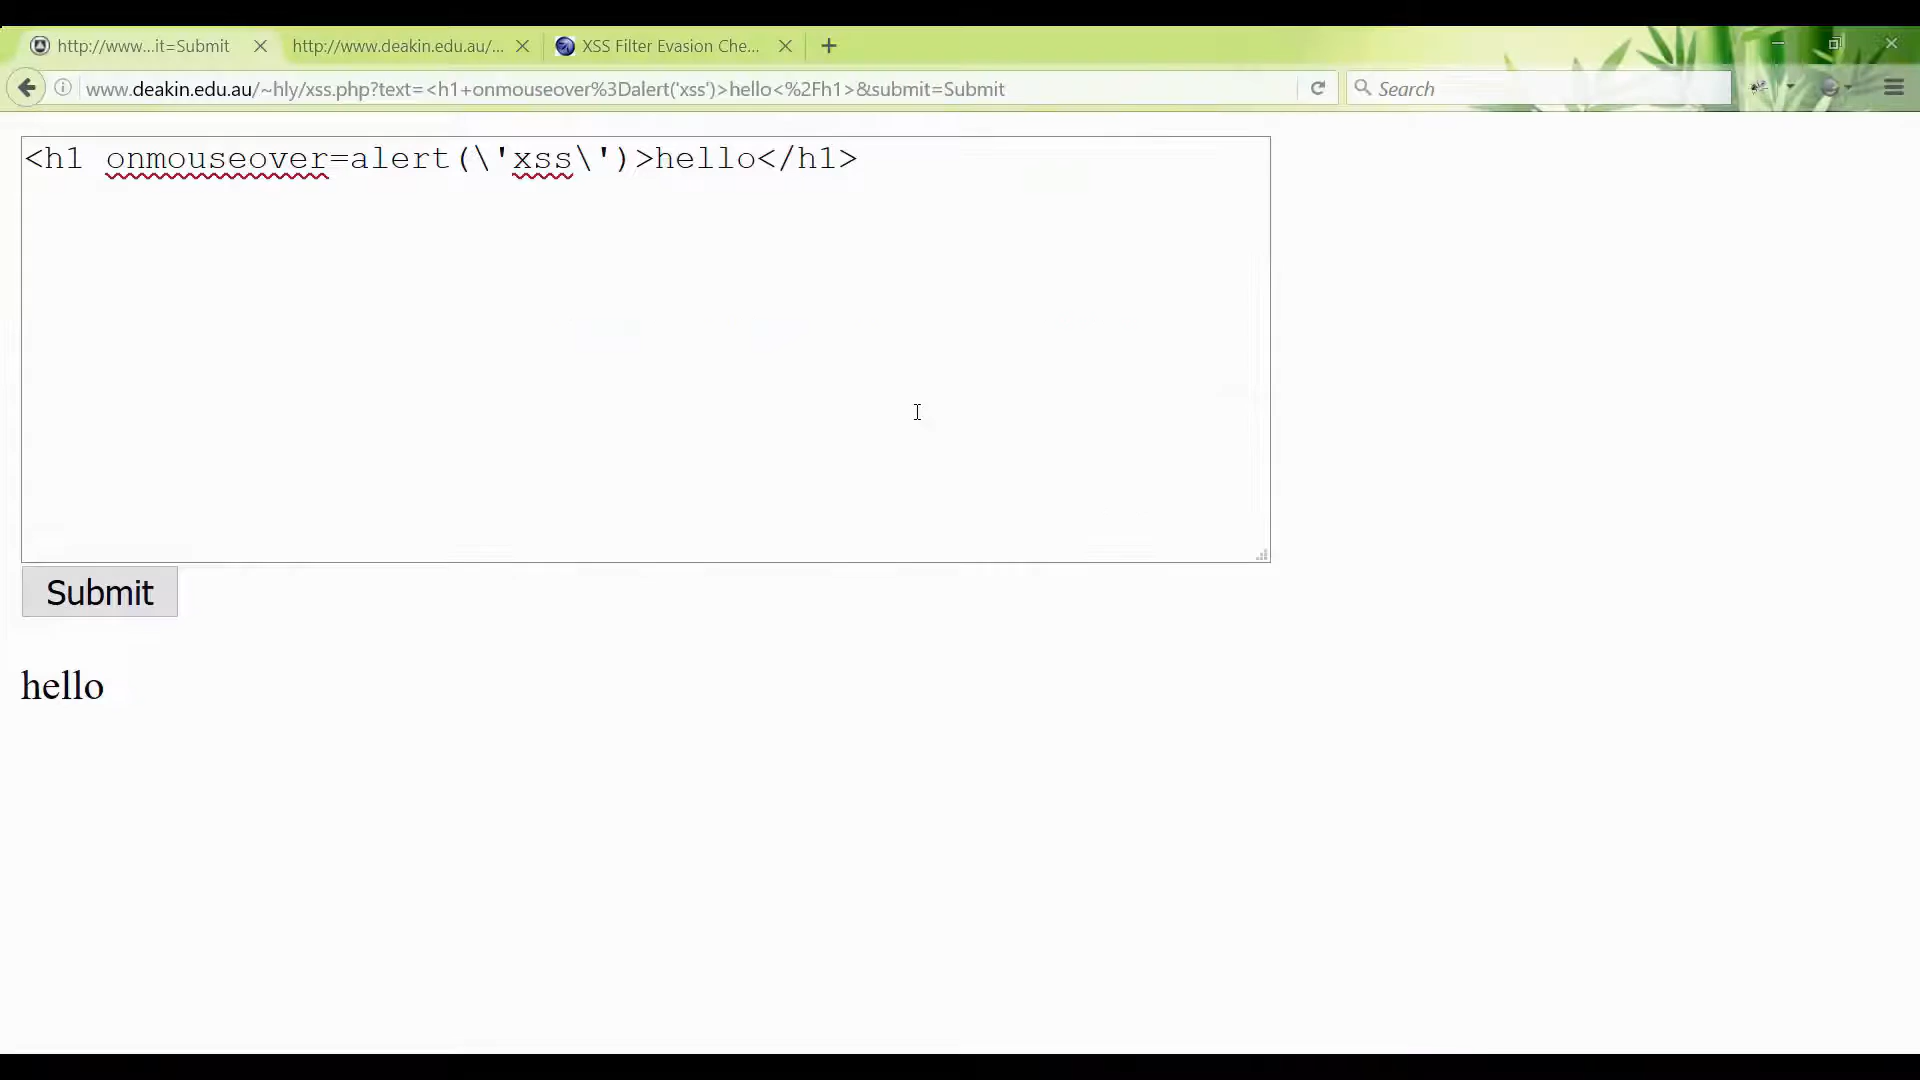 http://www...it=Submit
http://www.deakin.edu.au/...
XSS Filter Evasion Che...
www.deakin.edu.au/~hly/xss.php?text=<h1+onmouseover%3Dalert('xss')>hello<%2Fh1>&submit=Submit
Search
<h1 onmouseover=alert(\'xss\')>hello</h1>
Submit
hello